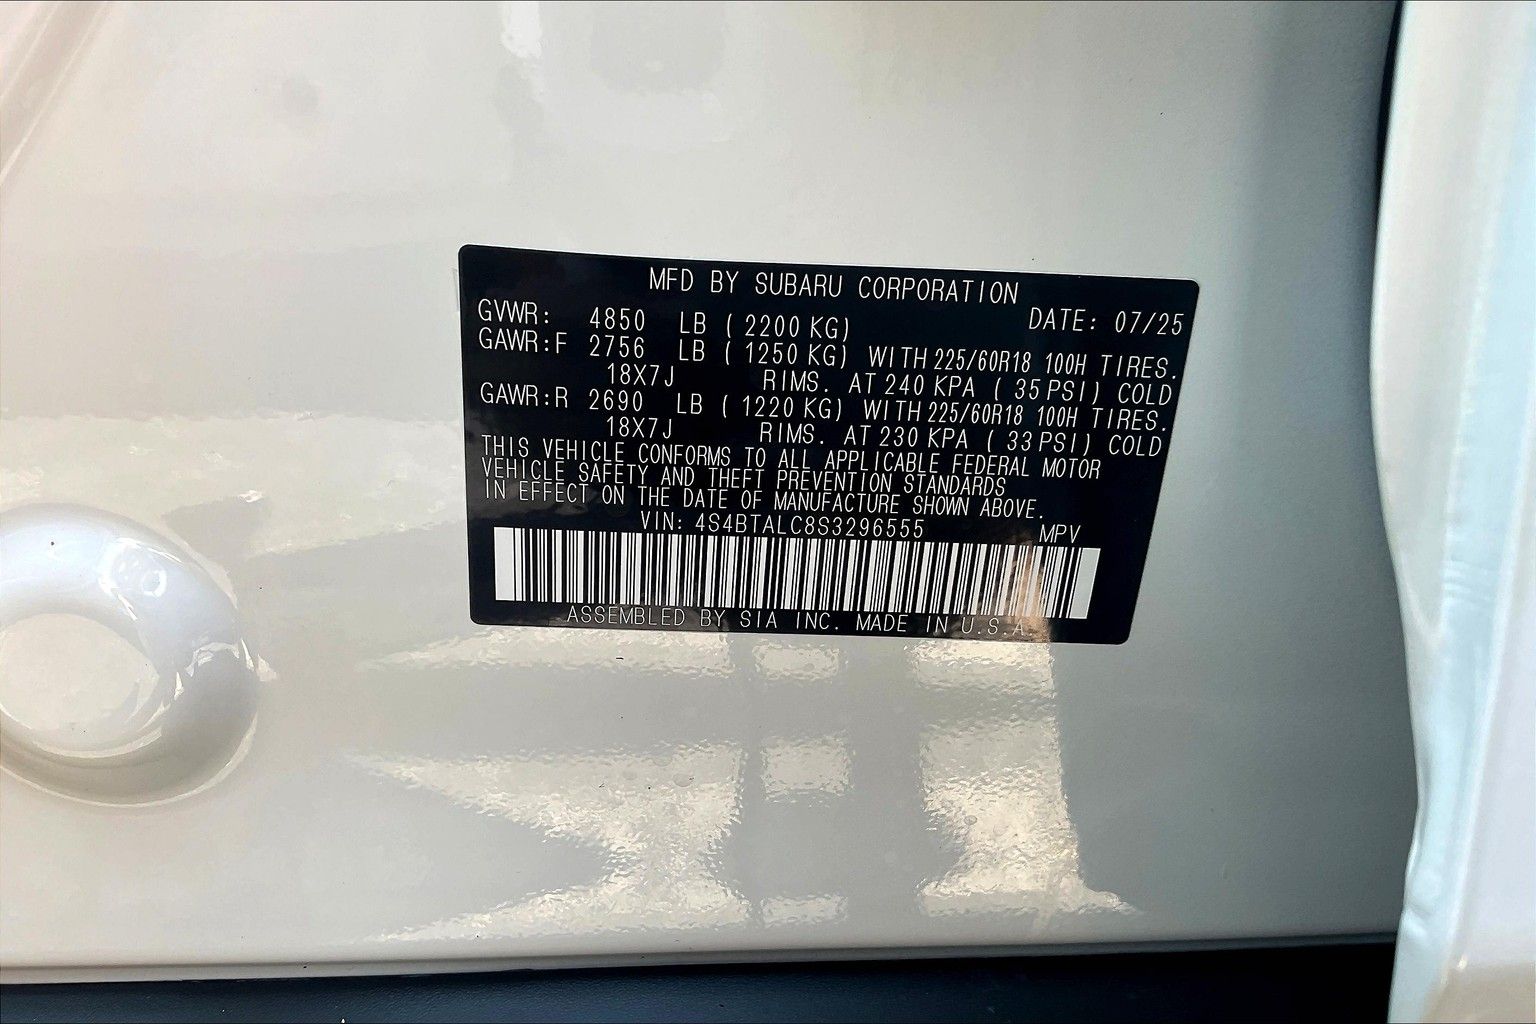 MFD BY SUBARU CORPORATION
GVWR: 4850 LB (2200 KG) DATE: 07/25
GAWR:F 2756 LB (1250 KG) WITH 225/60R18 100H TIRES.
18X7J RIMS. AT 240 KPA (35 PSI) COLD
GAWR:R 2690 LB (1220 KG) WITH 225/60R18 100H TIRES.
18X7J RIMS. AT 230 KPA (33 PSI) COLD
THIS VEHICLE CONFORMS TO ALL APPLICABLE FEDERAL MOTOR
VEHICLE SAFETY AND THEFT PREVENTION STANDARDS
IN EFFECT ON THE DATE OF MANUFACTURE SHOWN ABOVE.
VIN: 4S4BTALC8S3296555 MPV
ASSEMBLED BY SIA INC. MADE IN U.S.A.